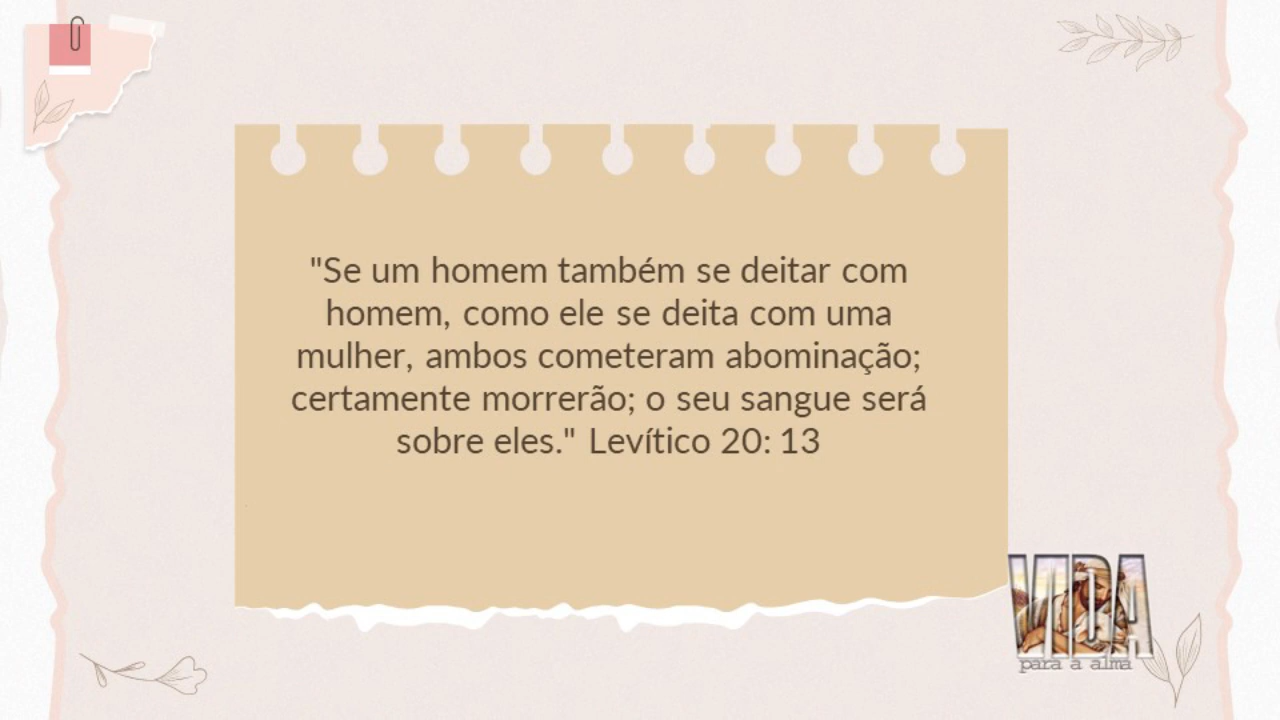 "Se um homem também se deitar com
homem, como ele se deita com uma
mulher, ambos cometeram abominação;
certamente morrerão; o seu sangue será
sobre eles." Levítico 20: 13
VIDA
para a alma